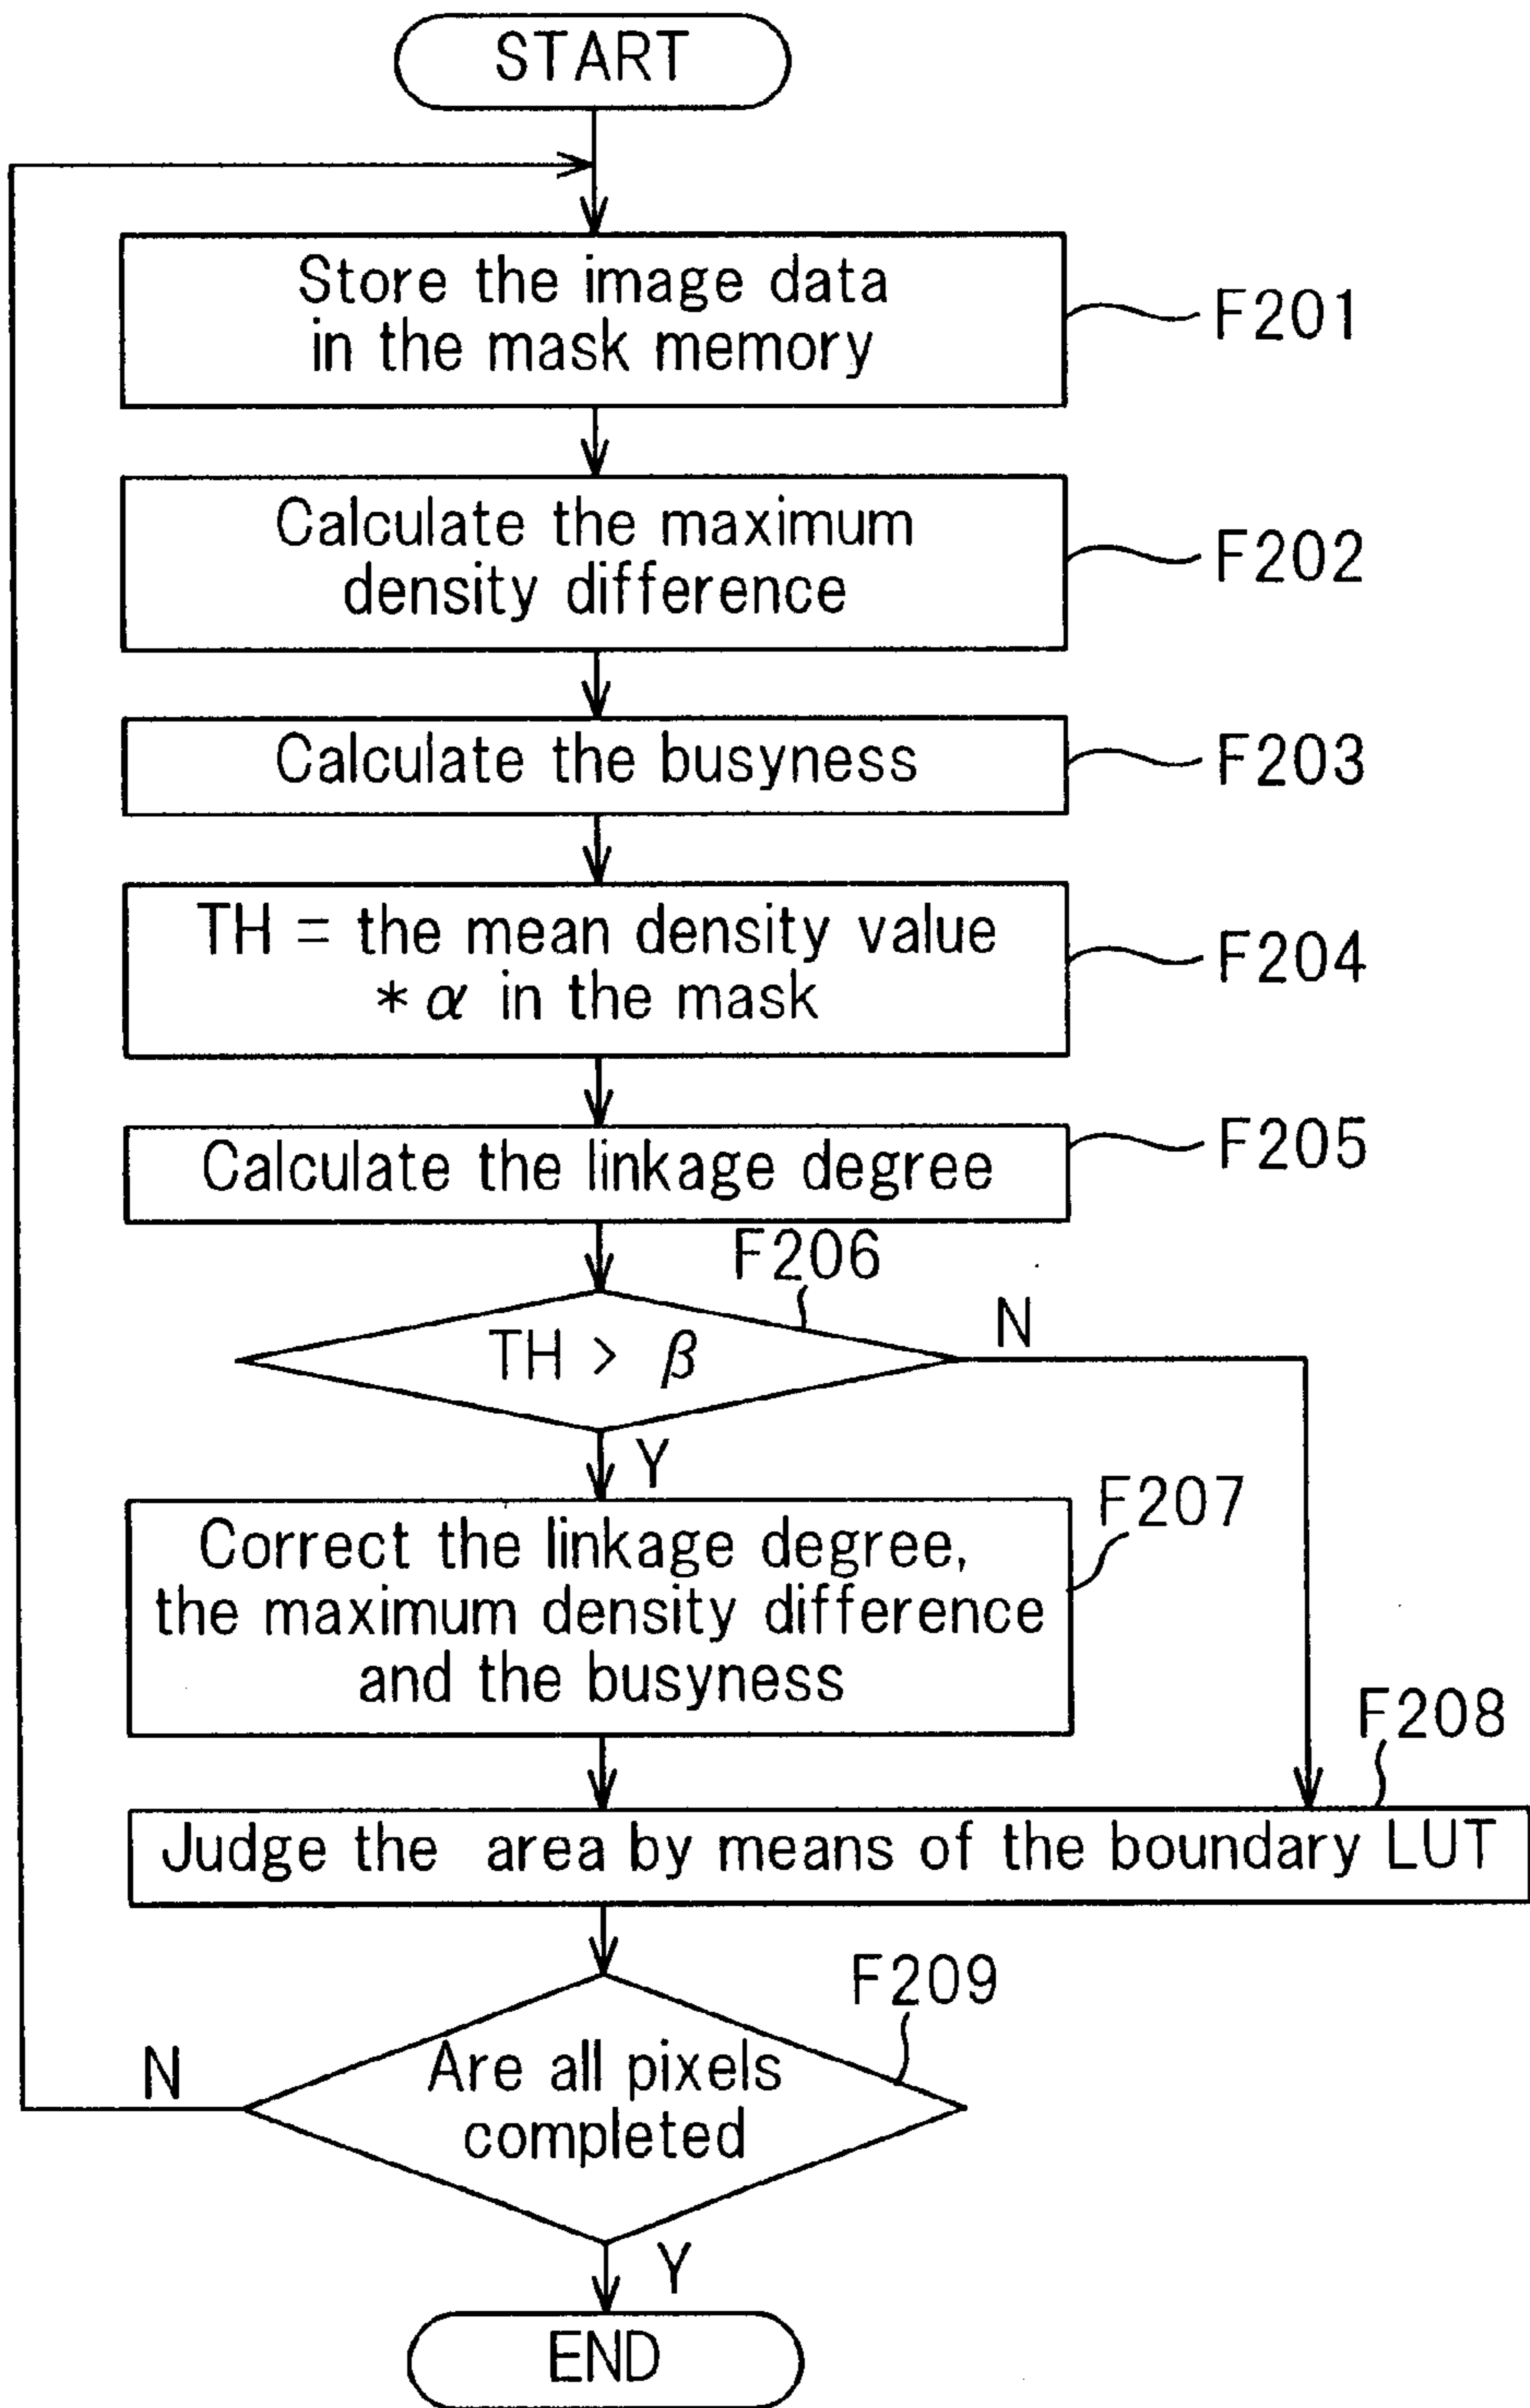 START
Store the image data
in the mask memory
F201
Calculate the maximum
density difference
F202
Calculate the busyness
F203
TH = the mean density value
* α in the mask
F204
Calculate the linkage degree
F205
F206
TH > β
N
Y
Correct the linkage degree,
the maximum density difference
and the busyness
F207
F208
Judge the area by means of the boundary LUT
F209
Are all pixels
completed
N
Y
END